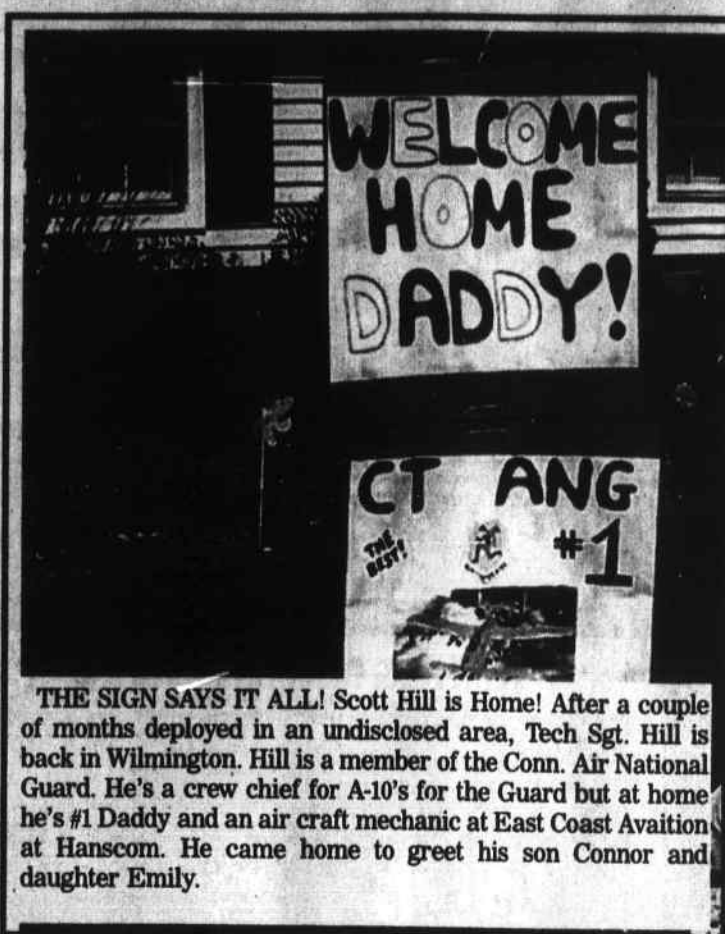 WELCOME
HOME
DADDY!
CT ANG
THE
BEST!
#1
THE SIGN SAYS IT ALL! Scott Hill is Home! After a couple
of months deployed in an undisclosed area, Tech Sgt. Hill is
back in Wilmington. Hill is a member of the Conn. Air National
Guard. He's a crew chief for A-10's for the Guard but at home
he's #1 Daddy and an air craft mechanic at East Coast Avaition
at Hanscom. He came home to greet his son Connor and
daughter Emily.